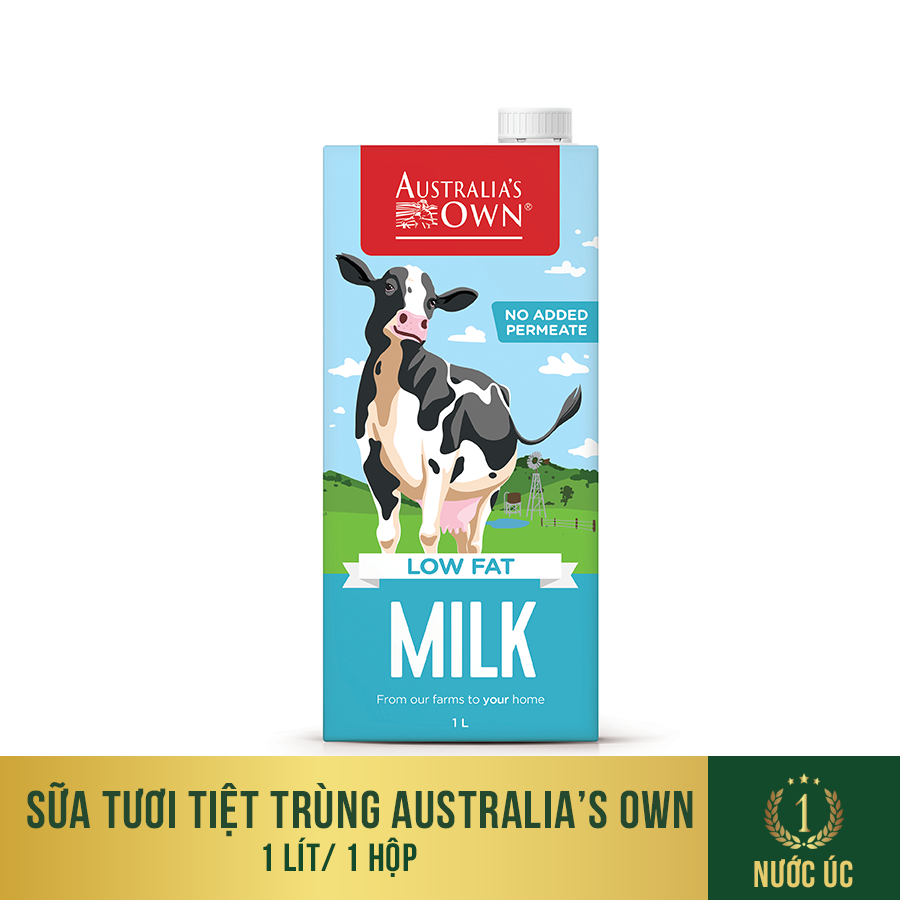 AUSTRALIA'S
OWN®
NO ADDED
PERMEATE
LOW FAT
MILK
From our farms to your home
1 L
SỮA TƯƠI TIỆT TRÙNG AUSTRALIA'S OWN
1 LÍT/ 1 HỘP
1
NƯỚC ÚC